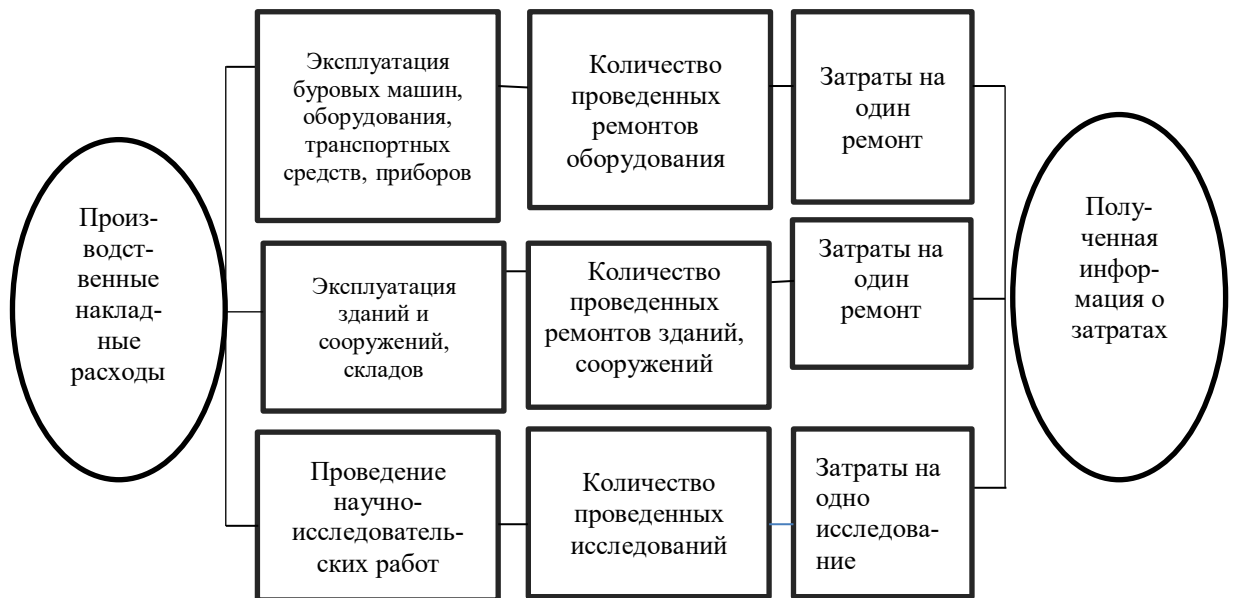 Произ-
водст-
венные
наклад-
ные
расходы
Эксплуатация
буровых машин,
оборудования,
транспортных
средств, приборов
Количество
проведенных
ремонтов
оборудования
Затраты на
один
ремонт
Эксплуатация
зданий и
сооружений,
складов
Количество
проведенных
ремонтов зданий,
сооружений
Затраты на
один
ремонт
Проведение
научно-
исследователь-
ских работ
Количество
проведенных
исследований
Затраты на
одно
исследова-
ние
Полу-
ченная
инфор-
мация о
затратах